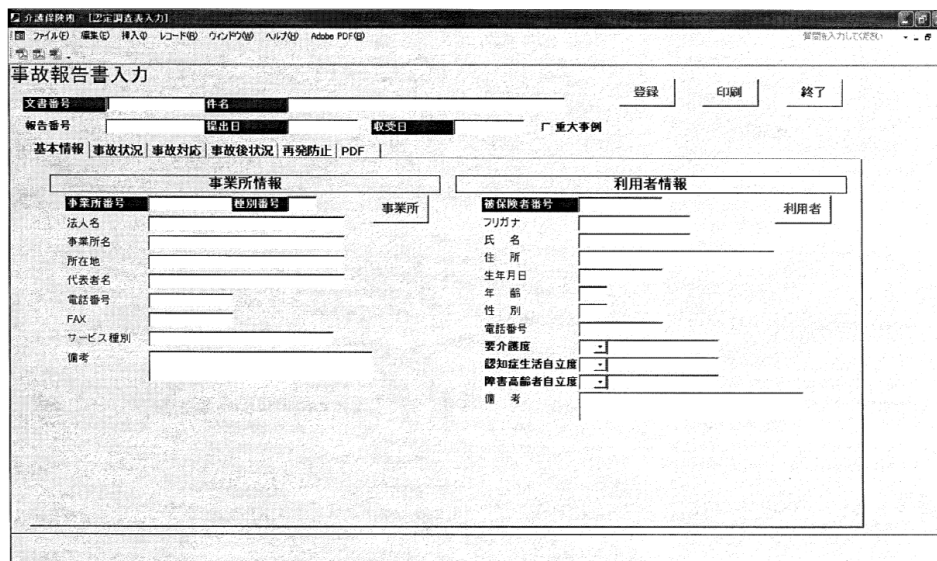 介護保険用 - [認定調査表入力]
ファイル(F) 編集(E) 挿入(I) レコード(R) ウィンドウ(W) ヘルプ(H) Adobe PDF(B) 質問を入力してください
事故報告書入力
登録 印刷 終了
文書番号 件名
報告番号 提出日 収受日 重大事例
基本情報 事故状況 事故対応 事故後状況 再発防止 PDF
事業所情報
事業所番号 種別番号 事業所
法人名
事業所名
所在地
代表者名
電話番号
FAX
サービス種別
備考
利用者情報
被保険者番号 利用者
フリガナ
氏 名
住 所
生年月日
年 齢
性 別
電話番号
要介護度
認知症生活自立度
障害高齢者自立度
備 考